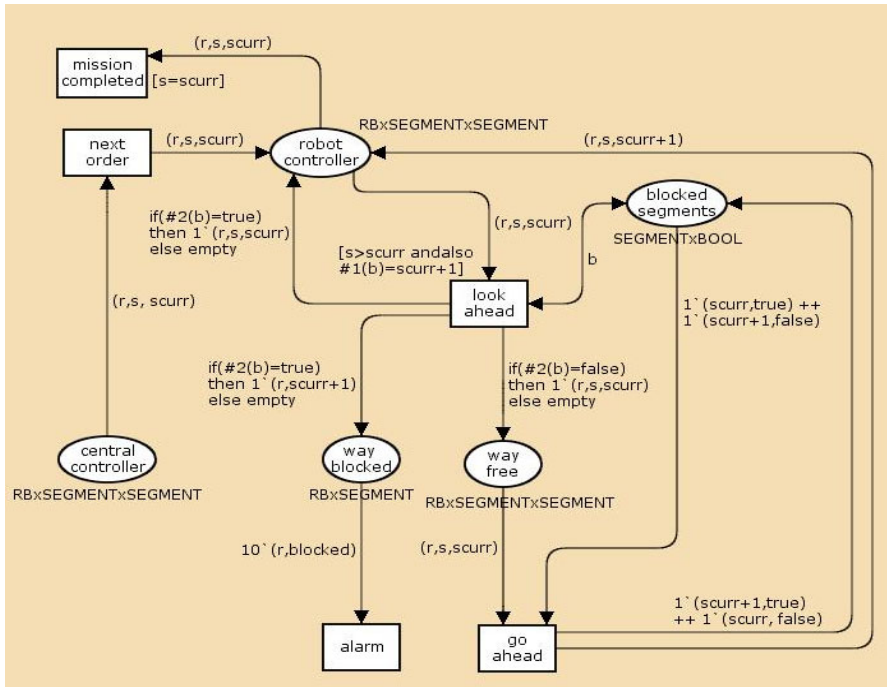 (r,s,scurr)
mission
completed
[s=scurr]
RBxSEGMENTxSEGMENT
next
order
(r,s,scurr)
robot
controller
(r,s,scurr+1)
blocked
segments
SEGMENTxBOOL
if(#2(b)=true)
then 1`(r,s,scurr)
else empty
(r,s,scurr)
[s>scurr andalso
#1(b)=scurr+1]
b
look
ahead
(r,s, scurr)
1`(scurr,true) ++
1`(scurr+1,false)
if(#2(b)=true)
then 1`(r,scurr+1)
else empty
if(#2(b)=false)
then 1`(r,s,scurr)
else empty
central
controller
RBxSEGMENTxSEGMENT
way
blocked
RBxSEGMENT
way
free
RBxSEGMENTxSEGMENT
10`(r,blocked)
(r,s,scurr)
1`(scurr+1,true)
++ 1`(scurr, false)
alarm
go
ahead